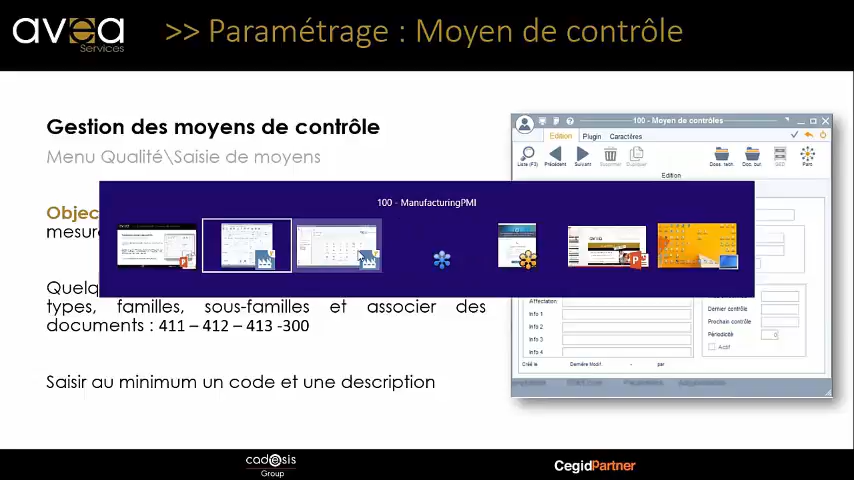 avea
Services
>> Paramétrage : Moyen de contrôle
Gestion des moyens de contrôle
Menu Qualité\Saisie de moyens
Objec
mesur
Quelq
types, familles, sous-familles et associer des
documents : 411 – 412 – 413 -300
Saisir au minimum un code et une description
100 - ManufacturingPMI
100 - Moyen de contrôles
Edition Plugin Caractères
Liste (F3) Précédent Suivant Supprimer Dupliquer Docs. tech. Doc. qual. GED Parc
Edition
Affectation
Info 1
Info 2
Info 3
Info 4
Dernier contrôle
Prochain contrôle
Périodicité 0
Actif
Créé le Dernière Modif. - par
cadesis
Group
CegidPartner